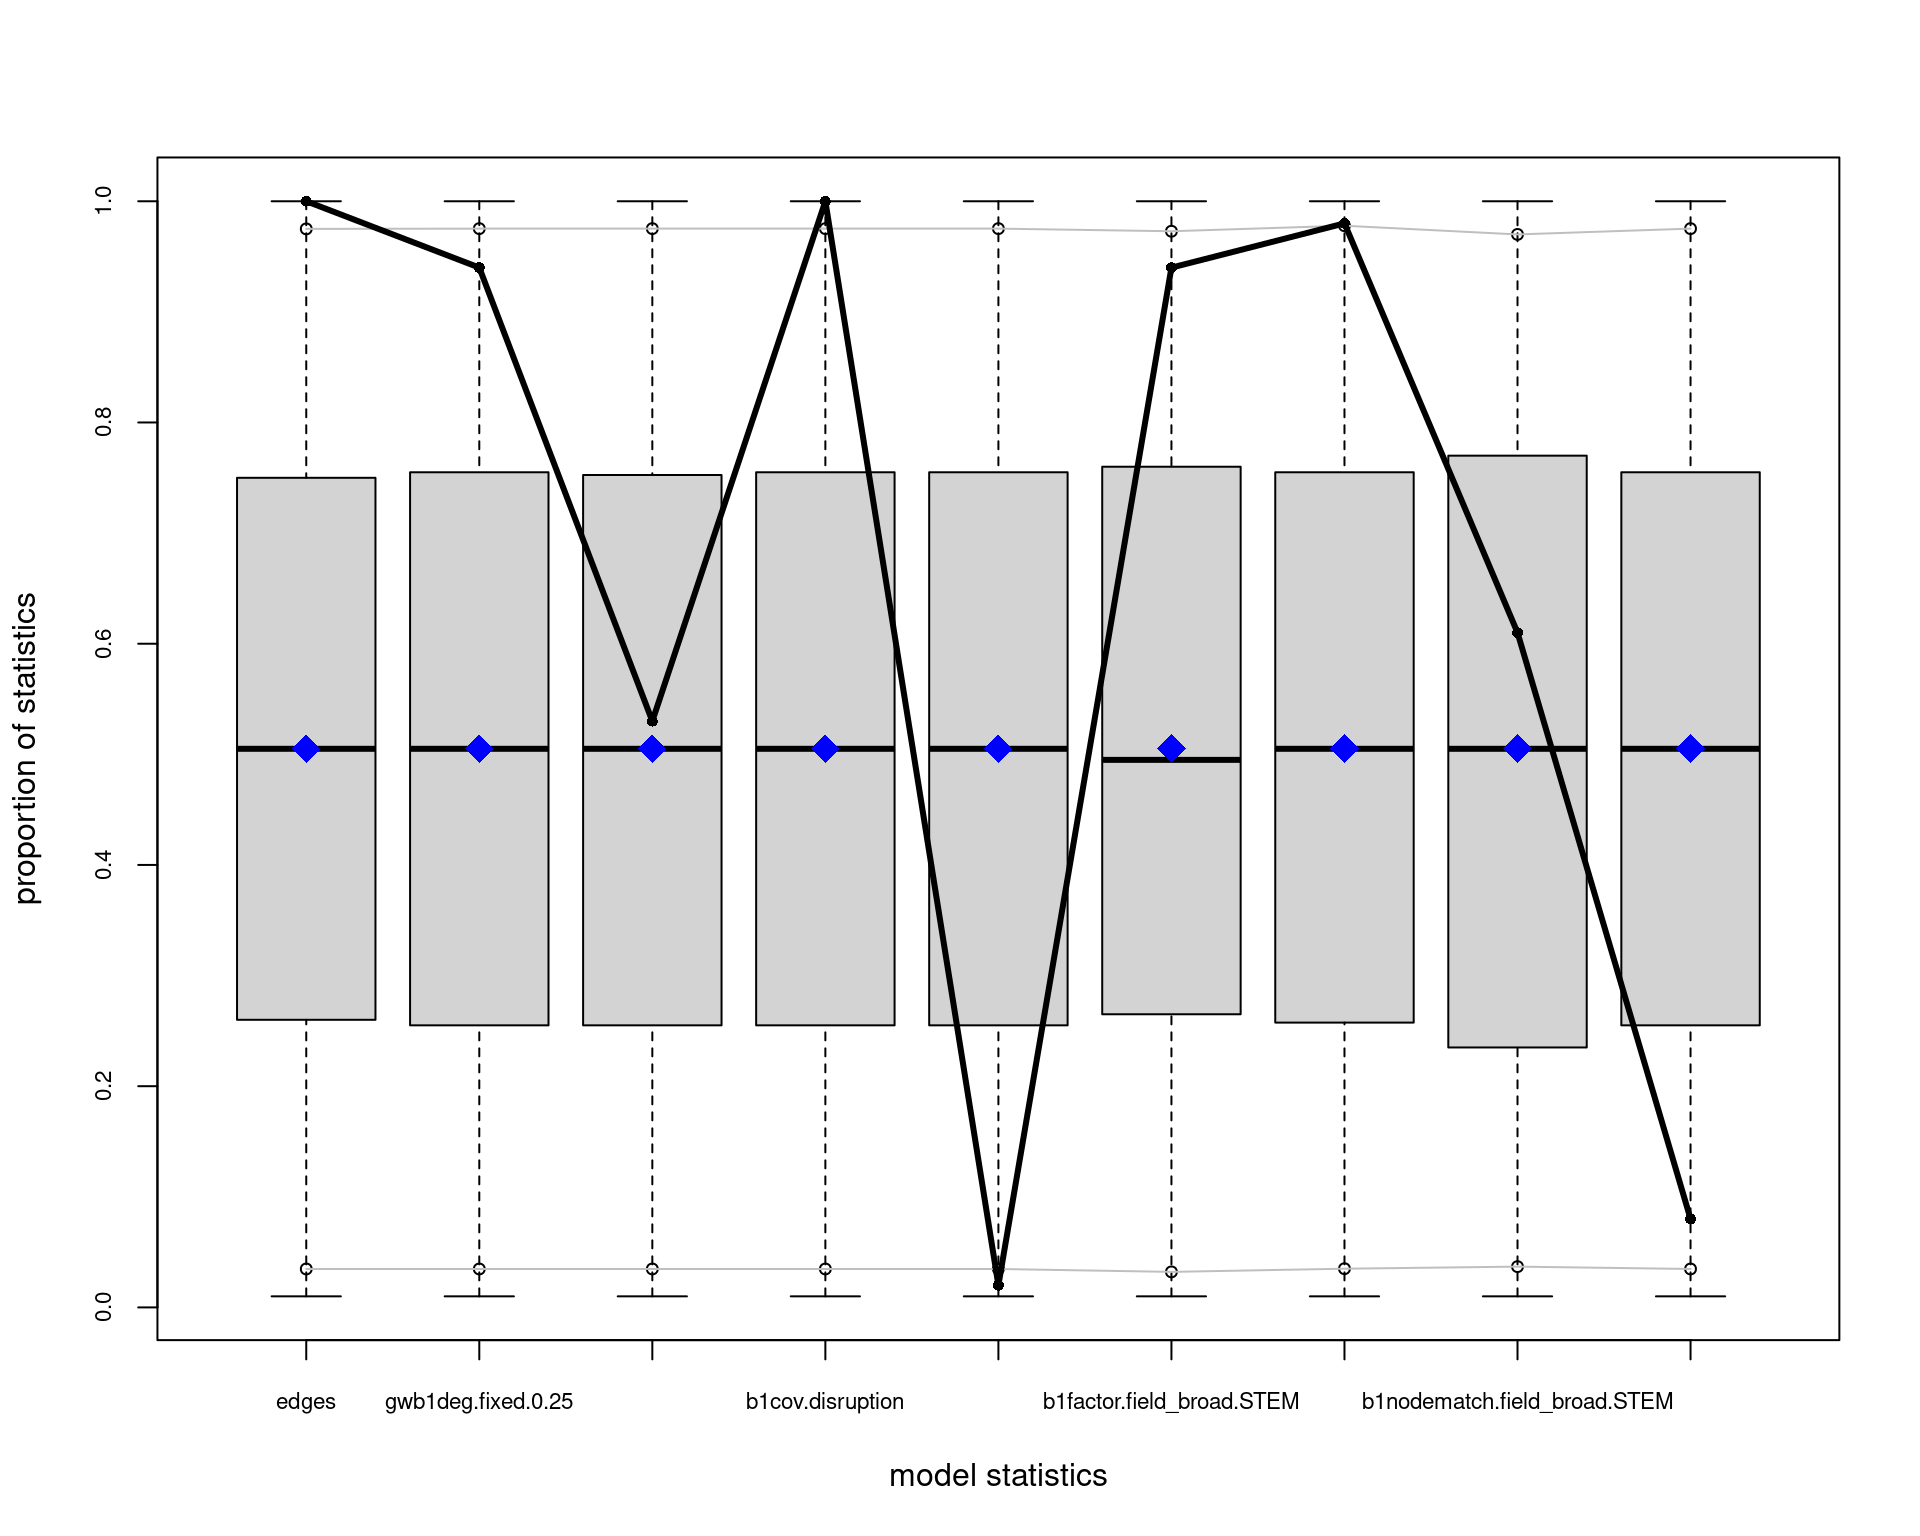 proportion of statistics
1.0
0.8
0.6
0.4
0.2
0.0
edges gwb1deg.fixed.0.25 b1cov.disruption b1factor.field_broad.STEM b1nodematch.field_broad.STEM
model statistics